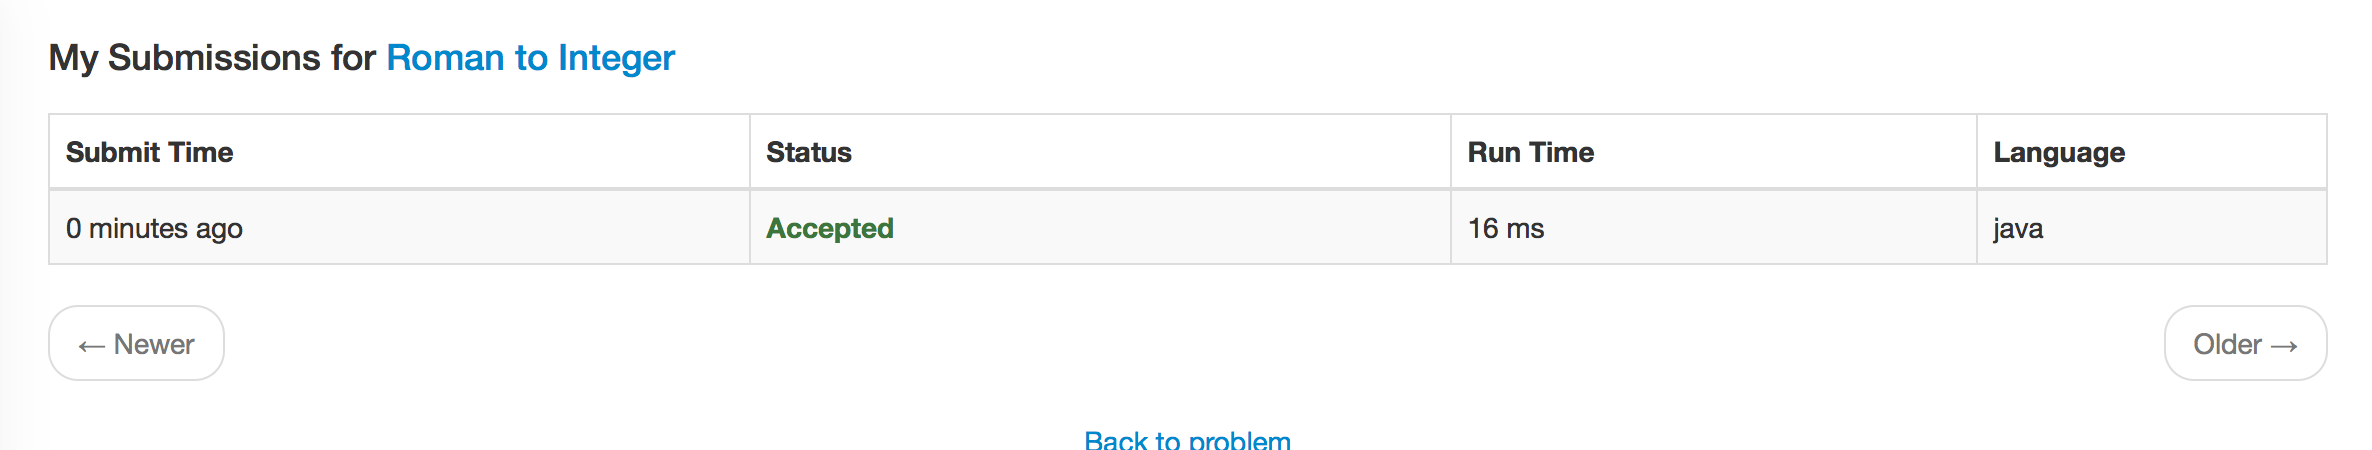 My Submissions for Roman to Integer
Submit Time Status Run Time Language
0 minutes ago Accepted 16 ms java
← Newer Older →
Back to problem